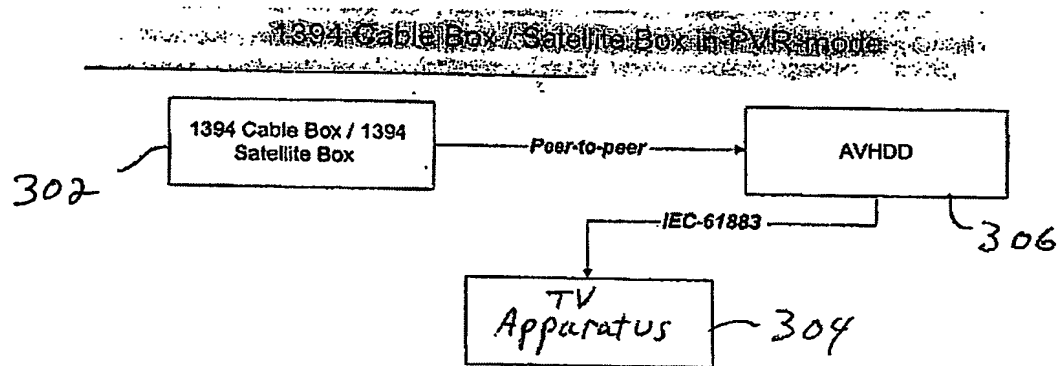 1394 Cable Box / Satellite Box in PVR mode
1394 Cable Box / 1394
Satellite Box
Peer-to-peer
AVHDD
302
IEC-61883
306
TV
Apparatus
304